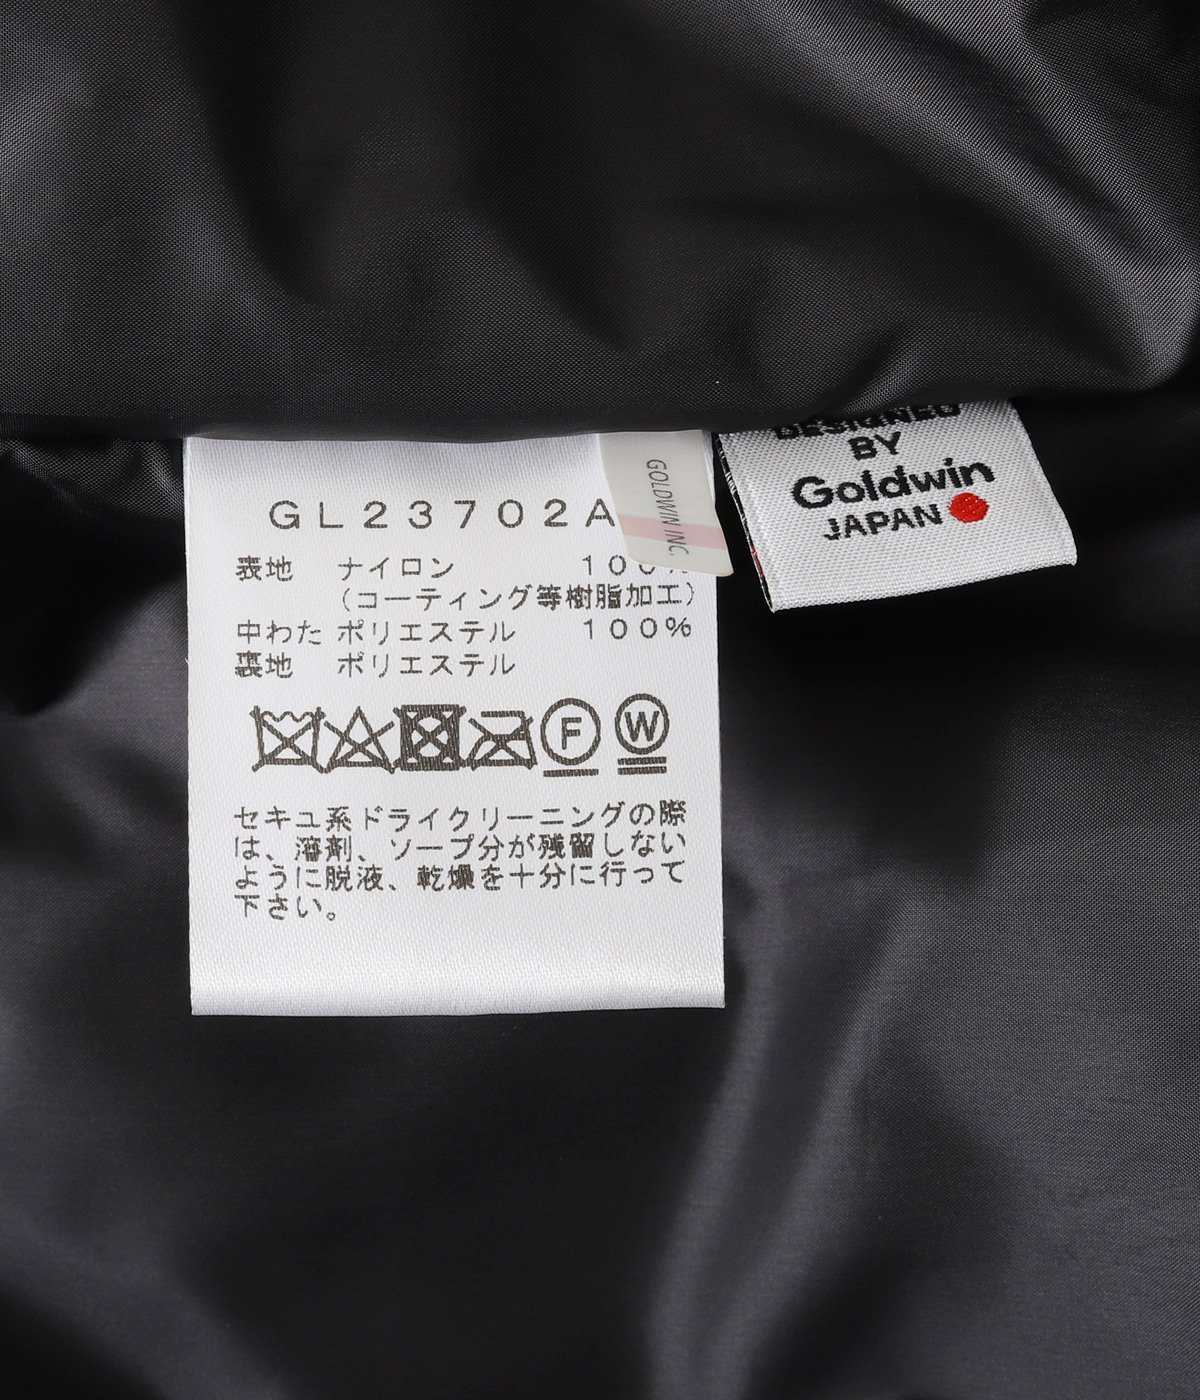 GL23702A
表地 ナイロン 100%
(コーティング等樹脂加工)
中わた ポリエステル 100%
裏地 ポリエステル
F W
セキユ系ドライクリーニングの際
は、溶剤、ソープ分が残留しない
ように脱液、乾燥を十分に行って
下さい。
GOLDWIN INC
DESIGNED
BY
Goldwin
JAPAN